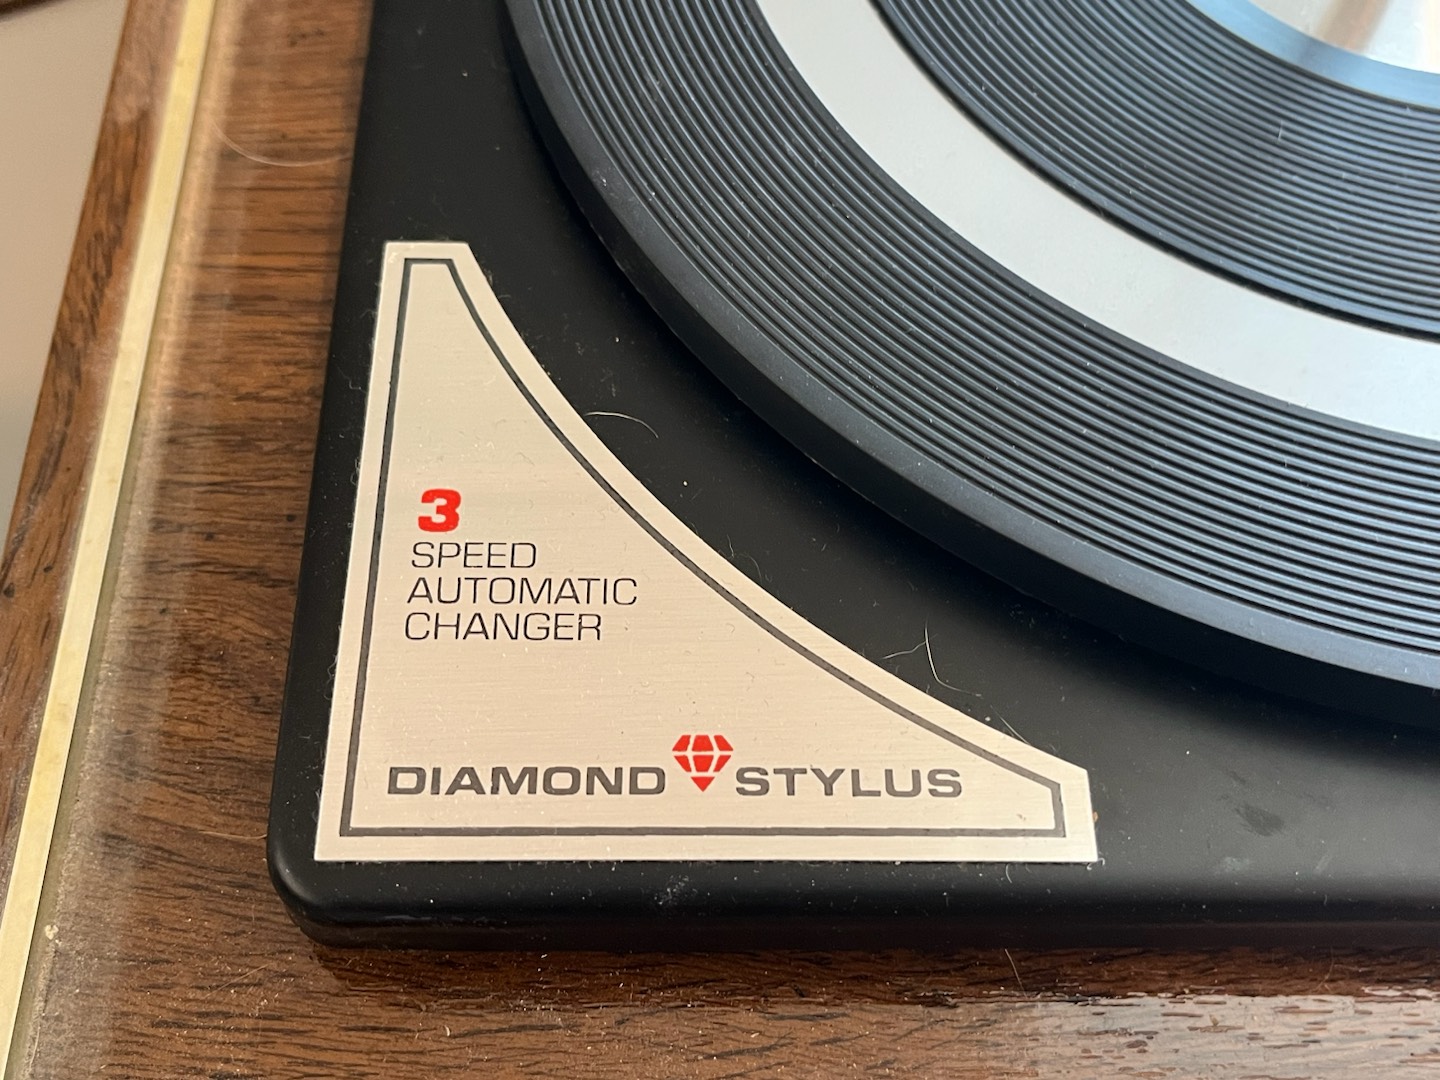 3
SPEED
AUTOMATIC
CHANGER
DIAMOND STYLUS